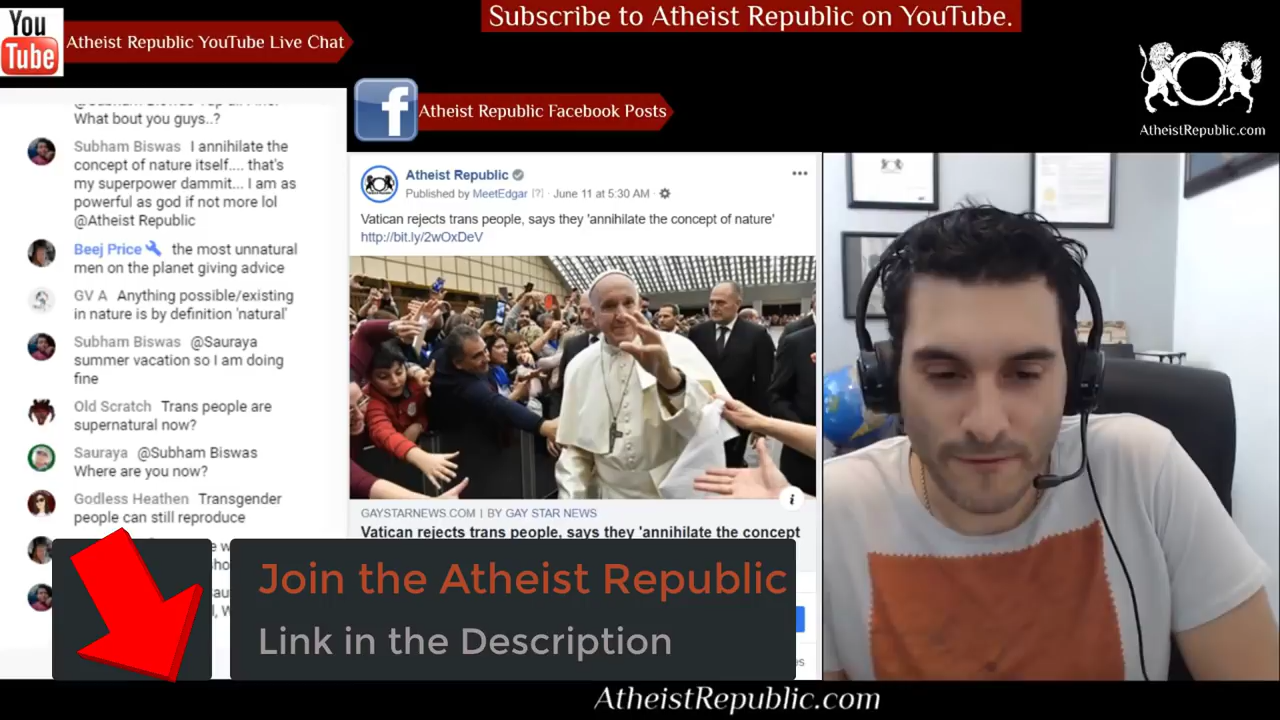 Subscribe to Atheist Republic on YouTube.
You
Tube
Atheist Republic YouTube Live Chat
AtheistRepublic.com
f
Atheist Republic Facebook Posts
What bout you guys..?
Subham Biswas I annihilate the
concept of nature itself.... that's
my superpower dammit... I am as
powerful as god if not more lol
@Atheist Republic
Beej Price the most unnatural
men on the planet giving advice
GV A Anything possible/existing
in nature is by definition 'natural'
Subham Biswas @Sauraya
summer vacation so I am doing
fine
Old Scratch Trans people are
supernatural now?
Sauraya @Subham Biswas
Where are you now?
Godless Heathen Transgender
people can still reproduce
Atheist Republic
Published by MeetEdgar [?] · June 11 at 5:30 AM ·
Vatican rejects trans people, says they 'annihilate the concept of nature'
http://bit.ly/2wOxDeV
i
GAYSTARNEWS.COM | BY GAY STAR NEWS
Vatican rejects trans people, says they 'annihilate the concept
Join the Atheist Republic
Link in the Description
AtheistRepublic.com